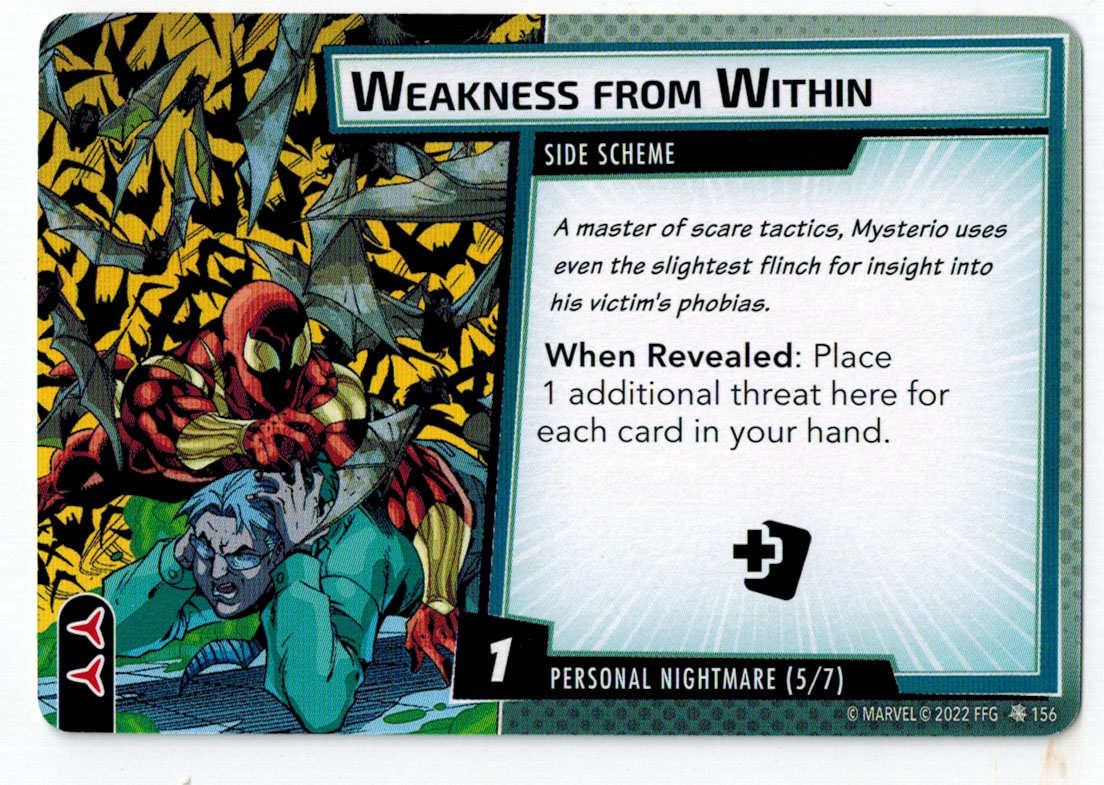 WEAKNESS FROM WITHIN
SIDE SCHEME
A master of scare tactics, Mysterio uses
even the slightest flinch for insight into
his victim's phobias.
When Revealed: Place
1 additional threat here for
each card in your hand.
1
PERSONAL NIGHTMARE (5/7)
© MARVEL © 2022 FFG 156